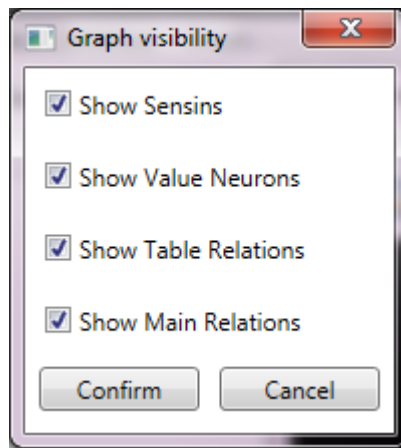 Graph visibility
Show Sensins
Show Value Neurons
Show Table Relations
Show Main Relations
Confirm Cancel